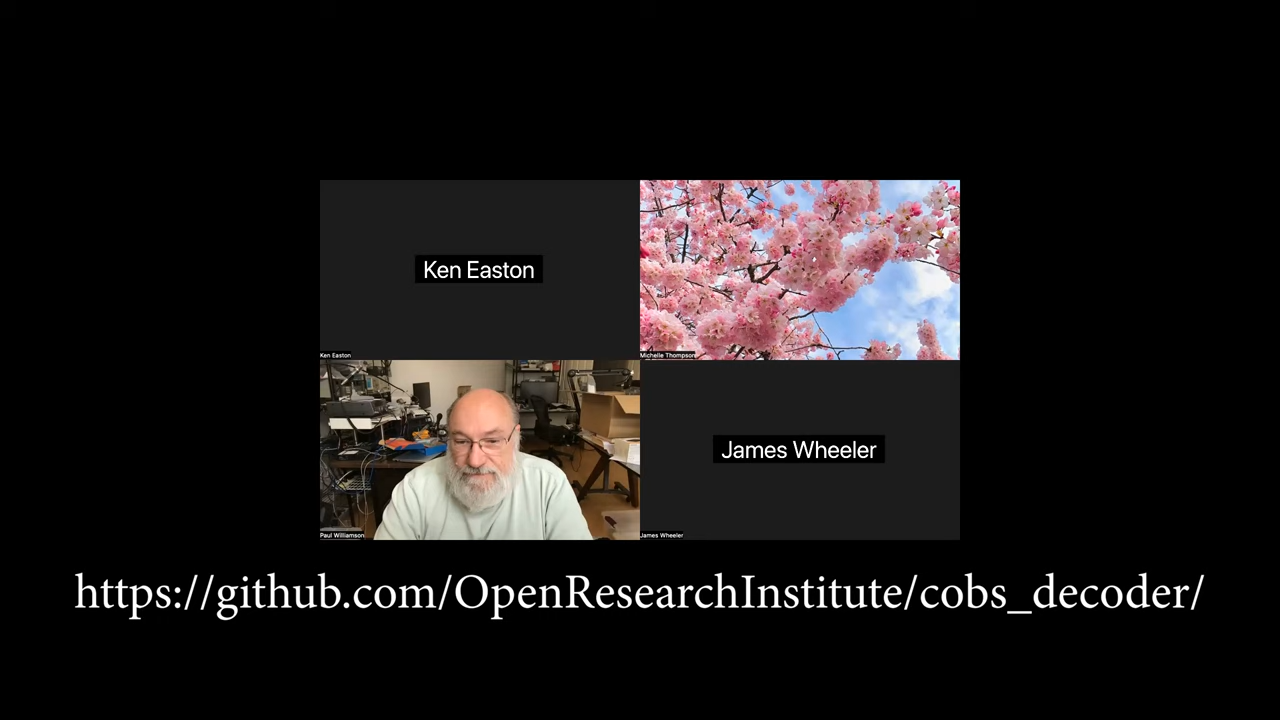 Ken Easton
Ken Easton
Michelle Thompson
Paul Williamson
James Wheeler
James Wheeler
https://github.com/OpenResearchInstitute/cobs_decoder/